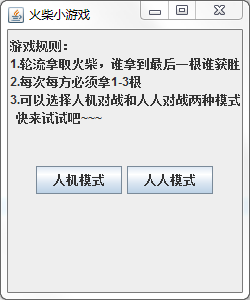 火柴小游戏
游戏规则：
1.轮流拿取火柴，谁拿到最后一根谁获胜
2.每次每方必须拿1-3根
3.可以选择人机对战和人人对战两种模式
快来试试吧~~~
人机模式 人人模式